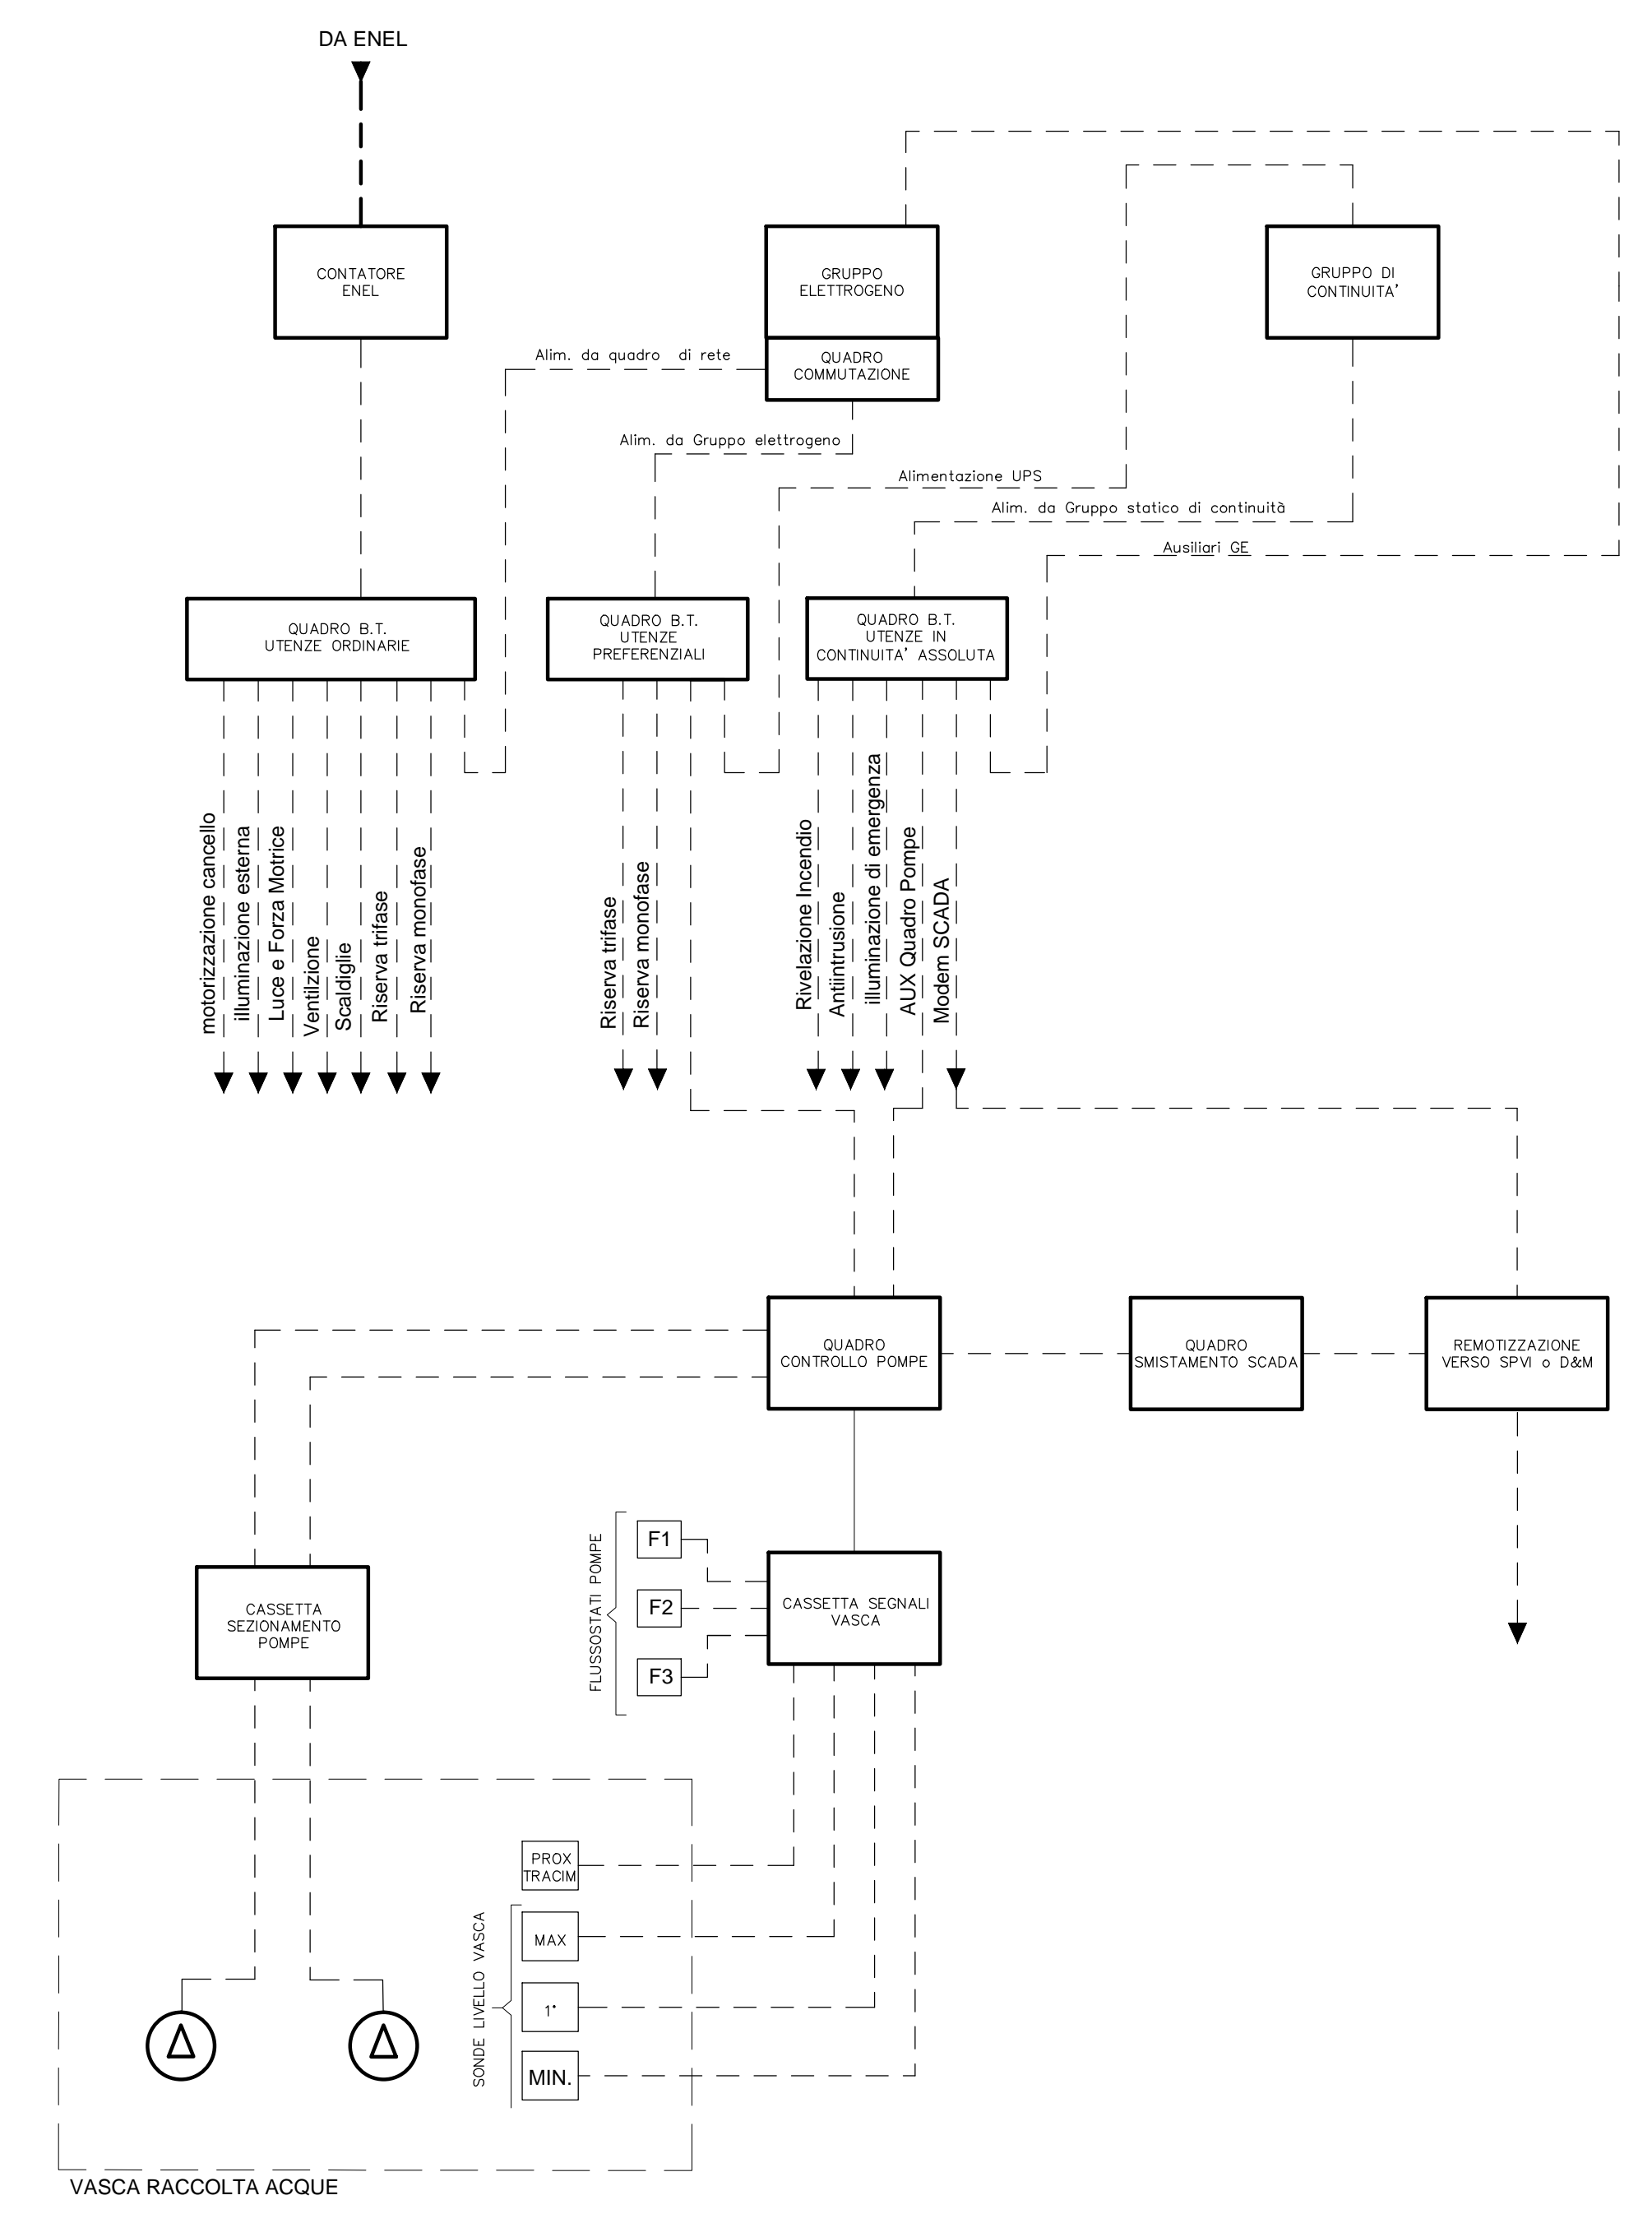 DA ENEL
CONTATORE
ENEL
GRUPPO
ELETTROGENO
QUADRO
COMMUTAZIONE
GRUPPO DI
CONTINUITA’
Alim. da quadro di rete
Alim. da Gruppo elettrogeno
Alimentazione UPS
Alim. da Gruppo statico di continuità
Ausiliari GE
QUADRO B.T.
UTENZE ORDINARIE
QUADRO B.T.
UTENZE
PREFERENZIALI
QUADRO B.T.
UTENZE IN
CONTINUITA’ ASSOLUTA
motorizzazione cancello
illuminazione esterna
Luce e Forza Motrice
Ventilzione
Scaldiglie
Riserva trifase
Riserva monofase
Riserva trifase
Riserva monofase
Rivelazione Incendio
Antiintrusione
illuminazione di emergenza
AUX Quadro Pompe
Modem SCADA
QUADRO
CONTROLLO POMPE
QUADRO
SMISTAMENTO SCADA
REMOTIZZAZIONE
VERSO SPVI o D&M
CASSETTA
SEZIONAMENTO
POMPE
FLUSSOSTATI POMPE
F1
F2
F3
CASSETTA SEGNALI
VASCA
PROX
TRACIM
SONDE LIVELLO VASCA
MAX
1°
MIN.
VASCA RACCOLTA ACQUE